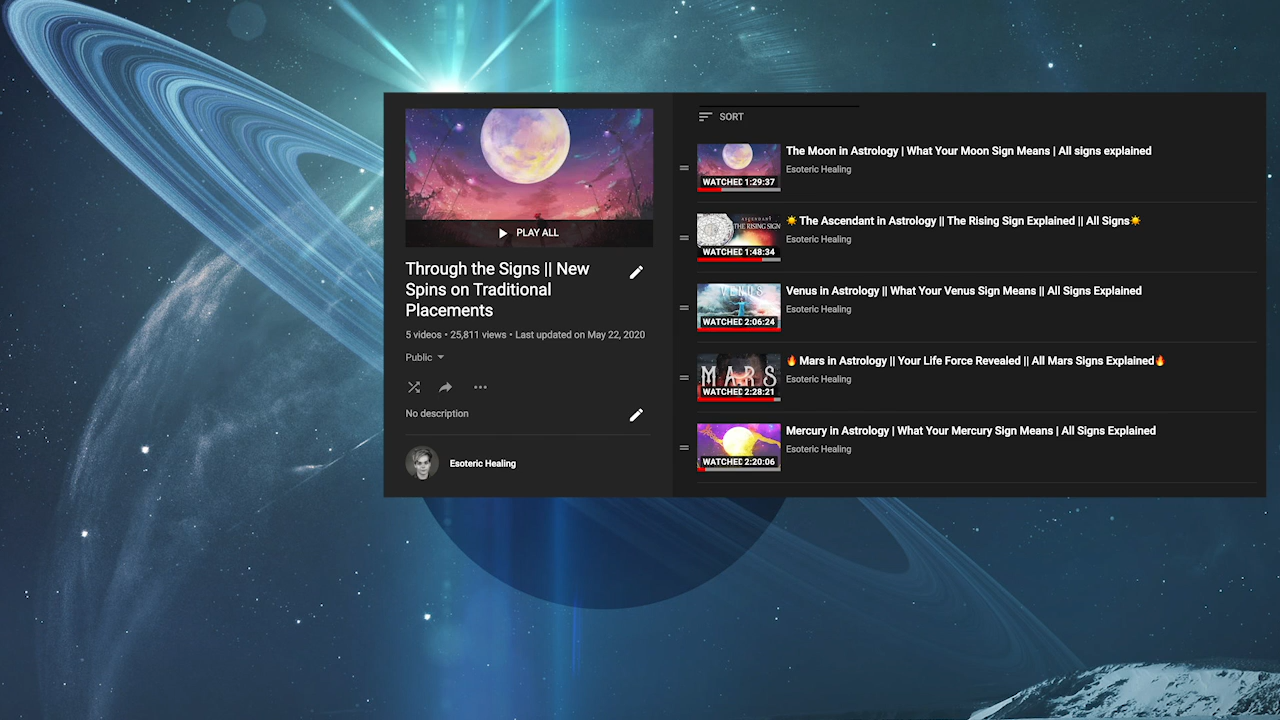 PLAY ALL
Through the Signs || New
Spins on Traditional
Placements
5 videos • 25,811 views • Last updated on May 22, 2020
Public
No description
Esoteric Healing
SORT
The Moon in Astrology | What Your Moon Sign Means | All signs explained
Esoteric Healing
WATCHED 1:29:37
☀️ The Ascendant in Astrology || The Rising Sign Explained || All Signs☀️
Esoteric Healing
ASCENDANT
THE RISING SIGN
WATCHED 1:48:34
Venus in Astrology || What Your Venus Sign Means || All Signs Explained
Esoteric Healing
VENUS
WATCHED 2:06:24
🔥 Mars in Astrology || Your Life Force Revealed || All Mars Signs Explained🔥
Esoteric Healing
MARS
WATCHED 2:28:21
Mercury in Astrology | What Your Mercury Sign Means | All Signs Explained
Esoteric Healing
WATCHED 2:20:06